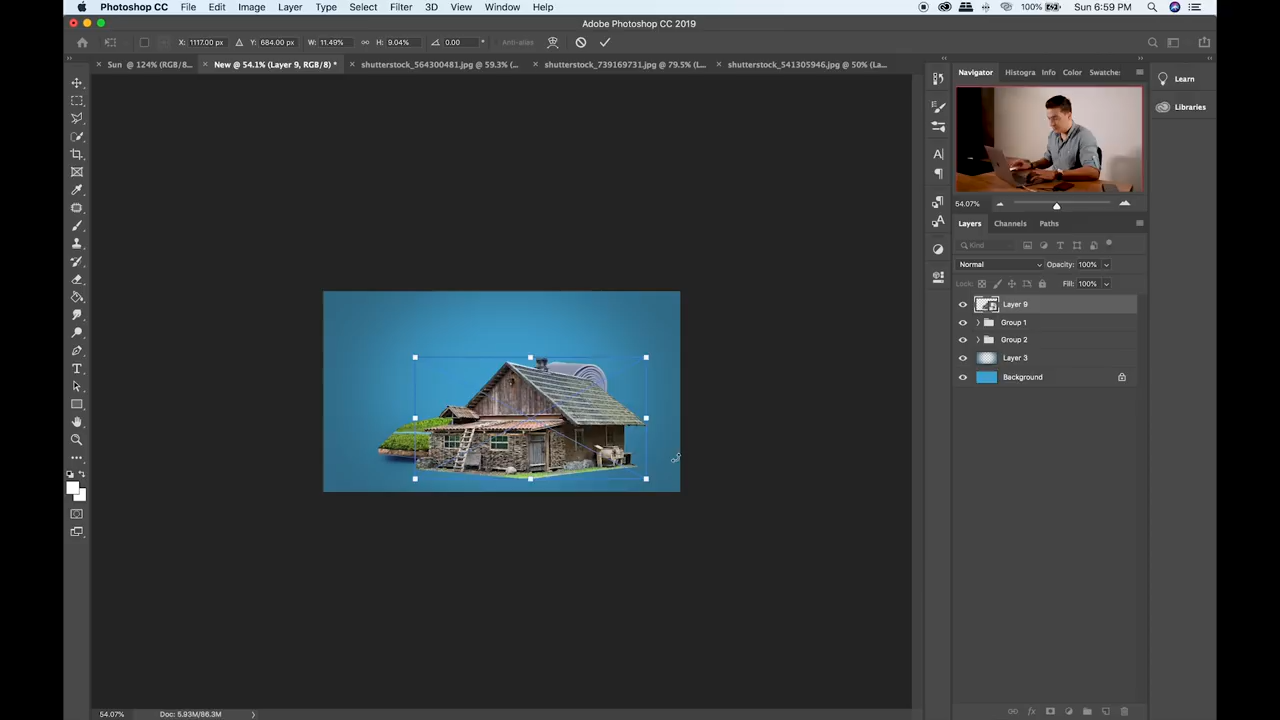 Photoshop CC File Edit Image Layer Type Select Filter 3D View Window Help 100% Sun 6:59 PM
Adobe Photoshop CC 2019
X: 1117.00 px Y: 684.00 px W: 11.49% H: 9.04% 0.00 ° Anti-alias
Sun @ 124% (RGB/8... New @ 54.1% (Layer 9, RGB/8) * shutterstock_564300481.jpg @ 59.3% (... shutterstock_739169731.jpg @ 79.5% (L... shutterstock_541305946.jpg @ 50% (La...
Navigator Histogra Info Color Swatche:
Learn
Libraries
54.07%
Layers Channels Paths
Kind
Normal Opacity: 100%
Lock: Fill: 100%
Layer 9
Group 1
Group 2
Layer 3
Background
54.07% Doc: 5.93M/86.3M